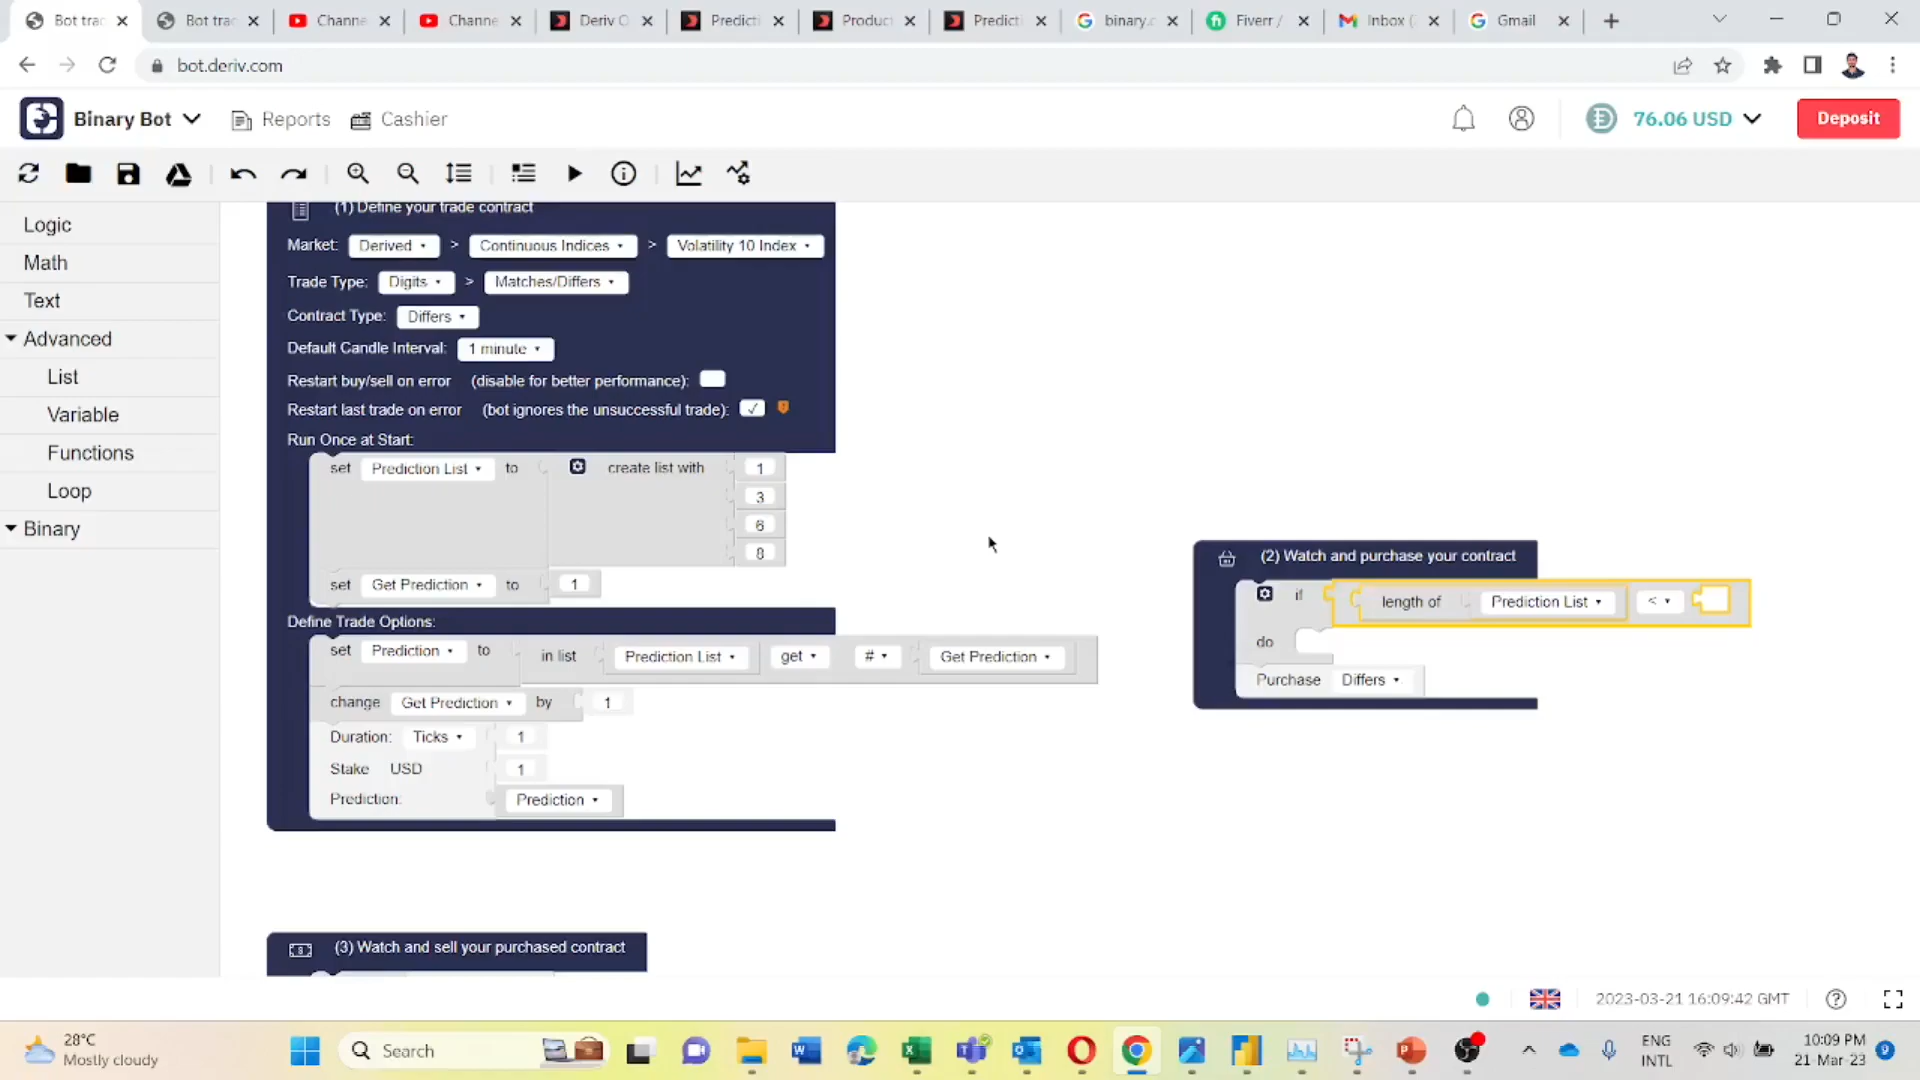 Bot trac
Bot trac
Channe
Channe
Deriv C
Predicti
Product
Predicti
binary.c
Fiverr /
Inbox (
Gmail
bot.deriv.com
Binary Bot
Reports
Cashier
76.06 USD
Deposit
Logic
Math
Text
Advanced
List
Variable
Functions
Loop
Binary
(1) Define your trade contract
Market: Derived > Continuous Indices > Volatility 10 Index
Trade Type: Digits > Matches/Differs
Contract Type: Differs
Default Candle Interval: 1 minute
Restart buy/sell on error (disable for better performance):
Restart last trade on error (bot ignores the unsuccessful trade): ✓
Run Once at Start:
set Prediction List to create list with 1
3
6
8
set Get Prediction to 1
Define Trade Options:
set Prediction to in list Prediction List get # Get Prediction
change Get Prediction by 1
Duration: Ticks 1
Stake USD 1
Prediction: Prediction
(2) Watch and purchase your contract
if length of Prediction List <
do
Purchase Differs
(3) Watch and sell your purchased contract
2023-03-21 16:09:42 GMT
28°C
Mostly cloudy
Search
ENG
INTL
10:09 PM
21-Mar-23
9